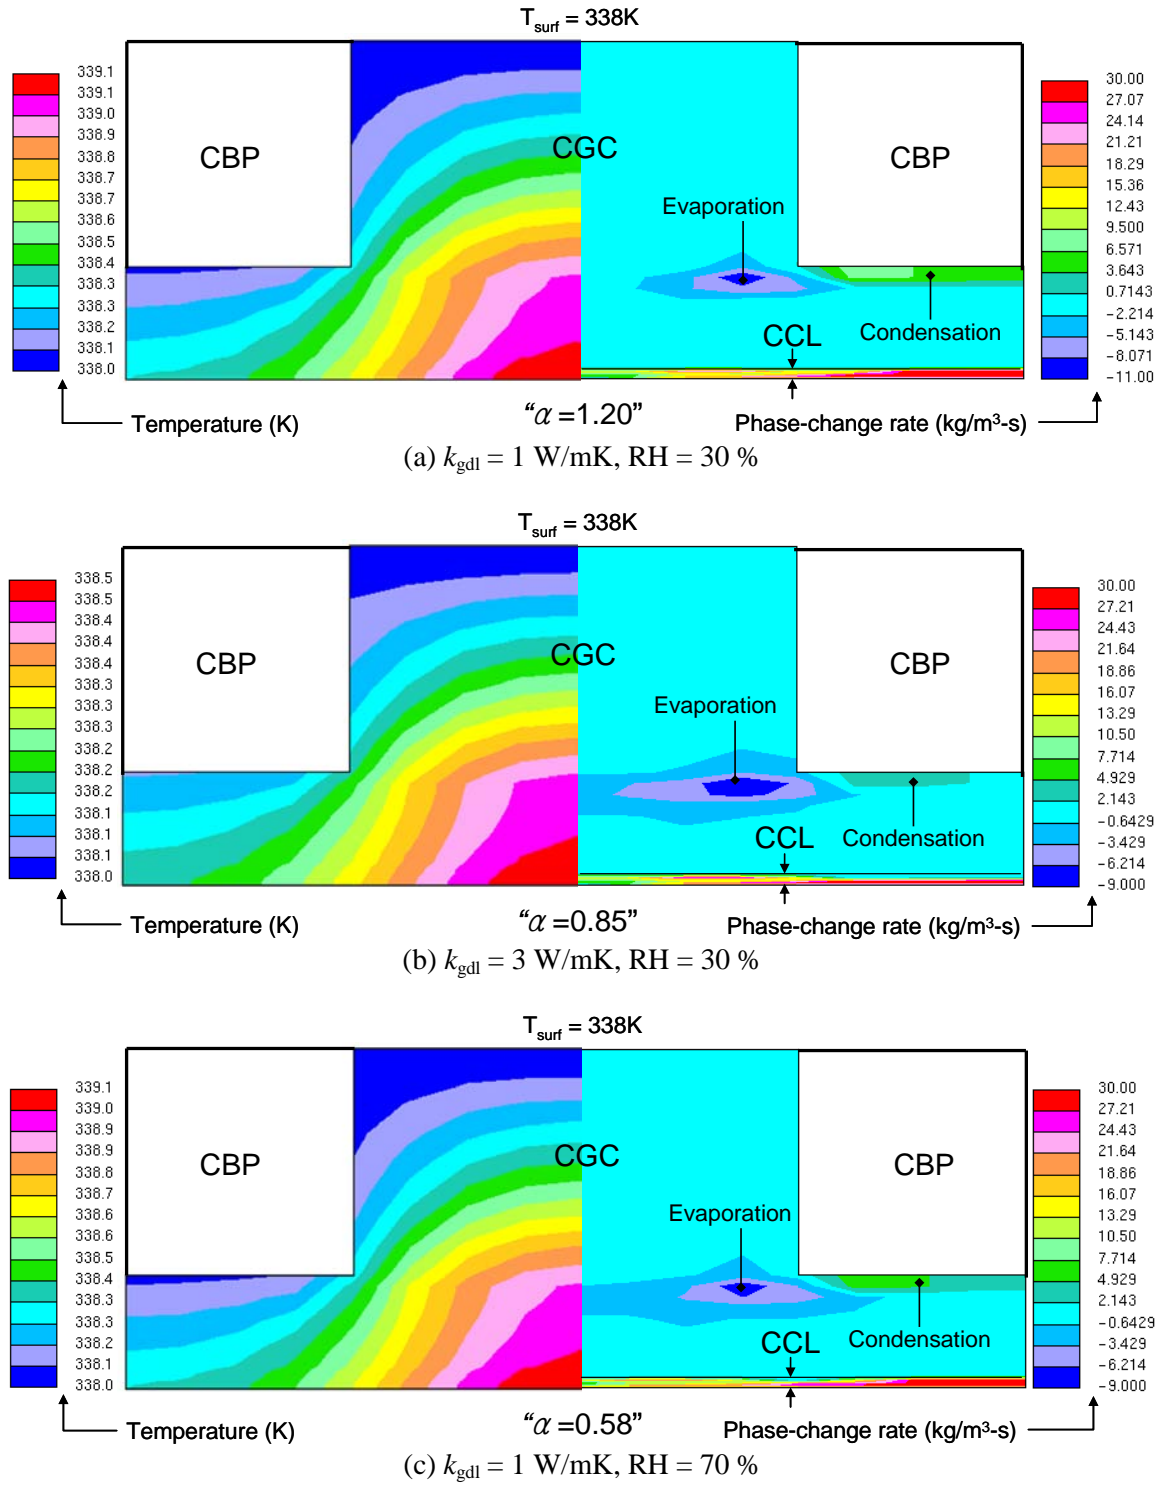 T_surf = 338K
339.1
339.1
339.0
338.9
338.8
338.7
338.7
338.6
338.5
338.4
338.3
338.3
338.2
338.1
338.0
CBP
CGC
CBP
Evaporation
Condensation
CCL
30.00
27.07
24.14
21.21
18.29
15.36
12.43
9.500
6.571
3.643
0.7143
-2.214
-5.143
-8.071
-11.00
Temperature (K)
“α=1.20”
Phase-change rate (kg/m³-s)
(a) k_gdl = 1 W/mK, RH = 30 %
T_surf = 338K
338.5
338.5
338.4
338.4
338.4
338.3
338.3
338.3
338.2
338.2
338.2
338.1
338.1
338.1
338.0
CBP
CGC
CBP
Evaporation
Condensation
CCL
30.00
27.21
24.43
21.64
18.86
16.07
13.29
10.50
7.714
4.929
2.143
-0.6429
-3.429
-6.214
-9.000
Temperature (K)
“α=0.85”
Phase-change rate (kg/m³-s)
(b) k_gdl = 3 W/mK, RH = 30 %
T_surf = 338K
339.1
339.0
338.9
338.8
338.7
338.6
338.6
338.5
338.4
338.3
338.3
338.2
338.1
338.0
CBP
CGC
CBP
Evaporation
CCL
Condensation
30.00
27.21
24.43
21.64
18.86
16.07
13.29
10.50
7.714
4.929
2.143
-0.6429
-3.429
-6.214
-9.000
Temperature (K)
“α=0.58”
Phase-change rate (kg/m³-s)
(c) k_gdl = 1 W/mK, RH = 70 %